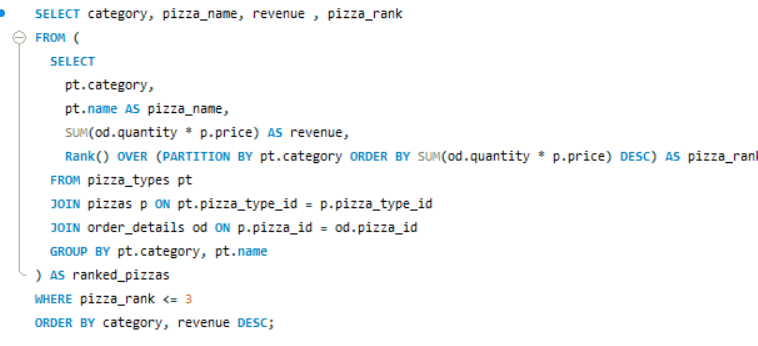 SELECT category, pizza_name, revenue , pizza_rank
FROM (
SELECT
pt.category,
pt.name AS pizza_name,
SUM(od.quantity * p.price) AS revenue,
Rank() OVER (PARTITION BY pt.category ORDER BY SUM(od.quantity * p.price) DESC) AS pizza_rank
FROM pizza_types pt
JOIN pizzas p ON pt.pizza_type_id = p.pizza_type_id
JOIN order_details od ON p.pizza_id = od.pizza_id
GROUP BY pt.category, pt.name
) AS ranked_pizzas
WHERE pizza_rank <= 3
ORDER BY category, revenue DESC;